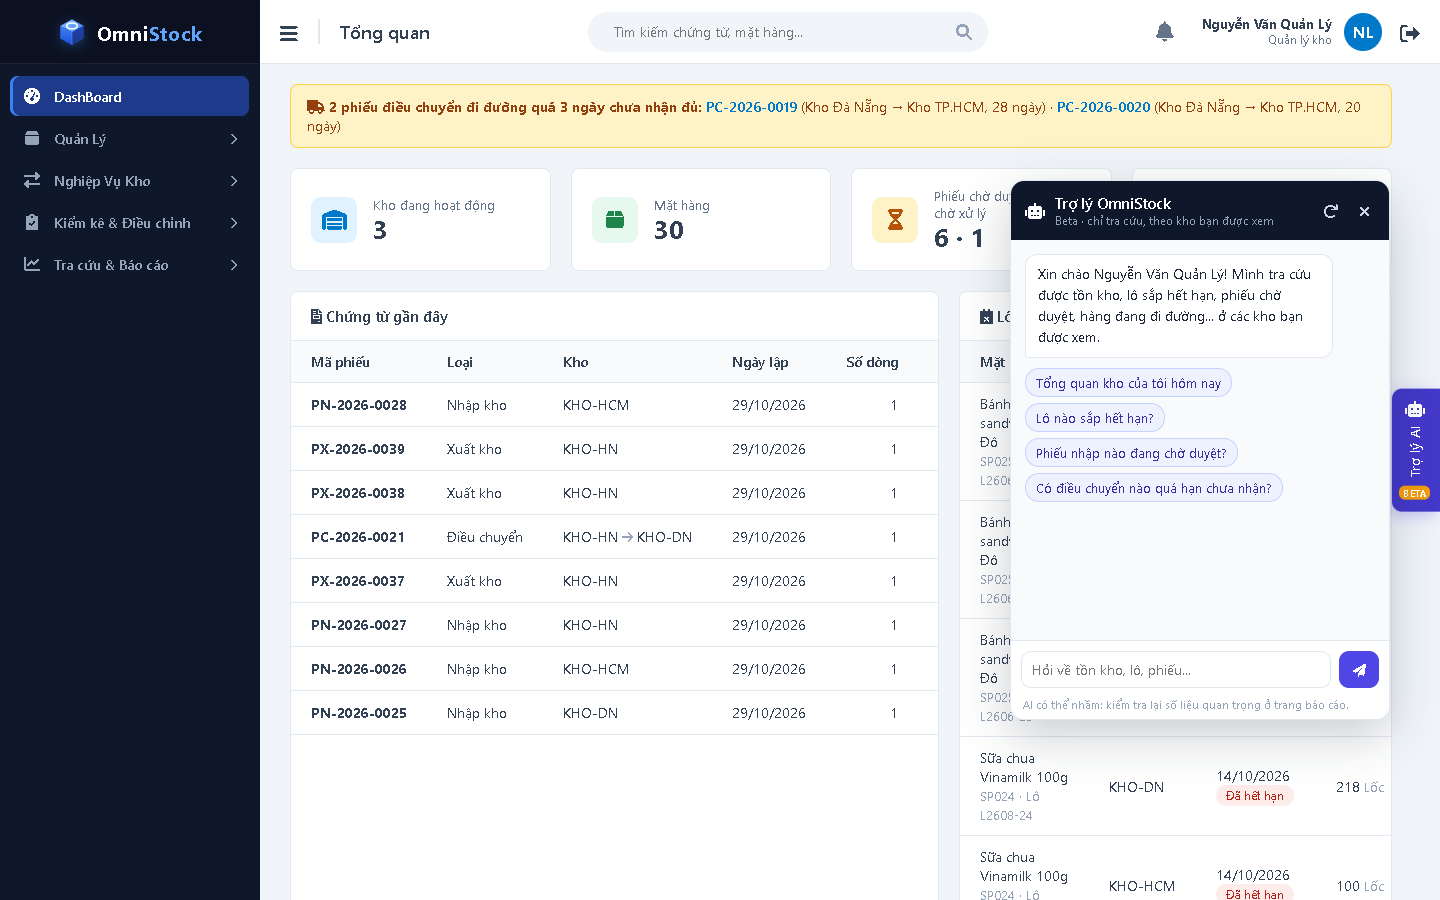 OmniStock
DashBoard
Quản Lý
Nghiệp Vụ Kho
Kiểm kê & Điều chỉnh
Tra cứu & Báo cáo
Tổng quan
Tìm kiếm chứng từ, mặt hàng...
Nguyễn Văn Quản Lý
Quản lý kho
NL
2 phiếu điều chuyển đi đường quá 3 ngày chưa nhận đủ: PC-2026-0019 (Kho Đà Nẵng → Kho TP.HCM, 28 ngày) · PC-2026-0020 (Kho Đà Nẵng → Kho TP.HCM, 20
ngày)
Kho đang hoạt động
3
Mặt hàng
30
Phiếu chờ
chờ xử lý
6 · 1
Chứng từ gần đây
Mã phiếu Loại Kho Ngày lập Số dòng
PN-2026-0028 Nhập kho KHO-HCM 29/10/2026 1
PX-2026-0039 Xuất kho KHO-HN 29/10/2026 1
PX-2026-0038 Xuất kho KHO-HN 29/10/2026 1
PC-2026-0021 Điều chuyển KHO-HN → KHO-DN 29/10/2026 1
PX-2026-0037 Xuất kho KHO-HN 29/10/2026 1
PN-2026-0027 Nhập kho KHO-HN 29/10/2026 1
PN-2026-0026 Nhập kho KHO-HCM 29/10/2026 1
PN-2026-0025 Nhập kho KHO-DN 29/10/2026 1
Mặt
Bánh
Đô
Bánh
Đô
Bánh
Đô
Sữa chua
Vinamilk 100g
SP024 · Lô
L2608-24
KHO-DN
14/10/2026
Đã hết hạn
218 Lốc
Sữa chua
Vinamilk 100g
SP024 · Lô
KHO-HCM
14/10/2026
Đã hết hạn
100 Lốc
Trợ lý OmniStock
Beta · chỉ tra cứu, theo kho bạn được xem
Xin chào Nguyễn Văn Quản Lý! Mình tra cứu
được tồn kho, lô sắp hết hạn, phiếu chờ
duyệt, hàng đang đi đường... ở các kho bạn
được xem.
Tổng quan kho của tôi hôm nay
Lô nào sắp hết hạn?
Phiếu nhập nào đang chờ duyệt?
Có điều chuyển nào quá hạn chưa nhận?
Hỏi về tồn kho, lô, phiếu...
AI có thể nhầm: kiểm tra lại số liệu quan trọng ở trang báo cáo.
Trợ lý AI
BETA